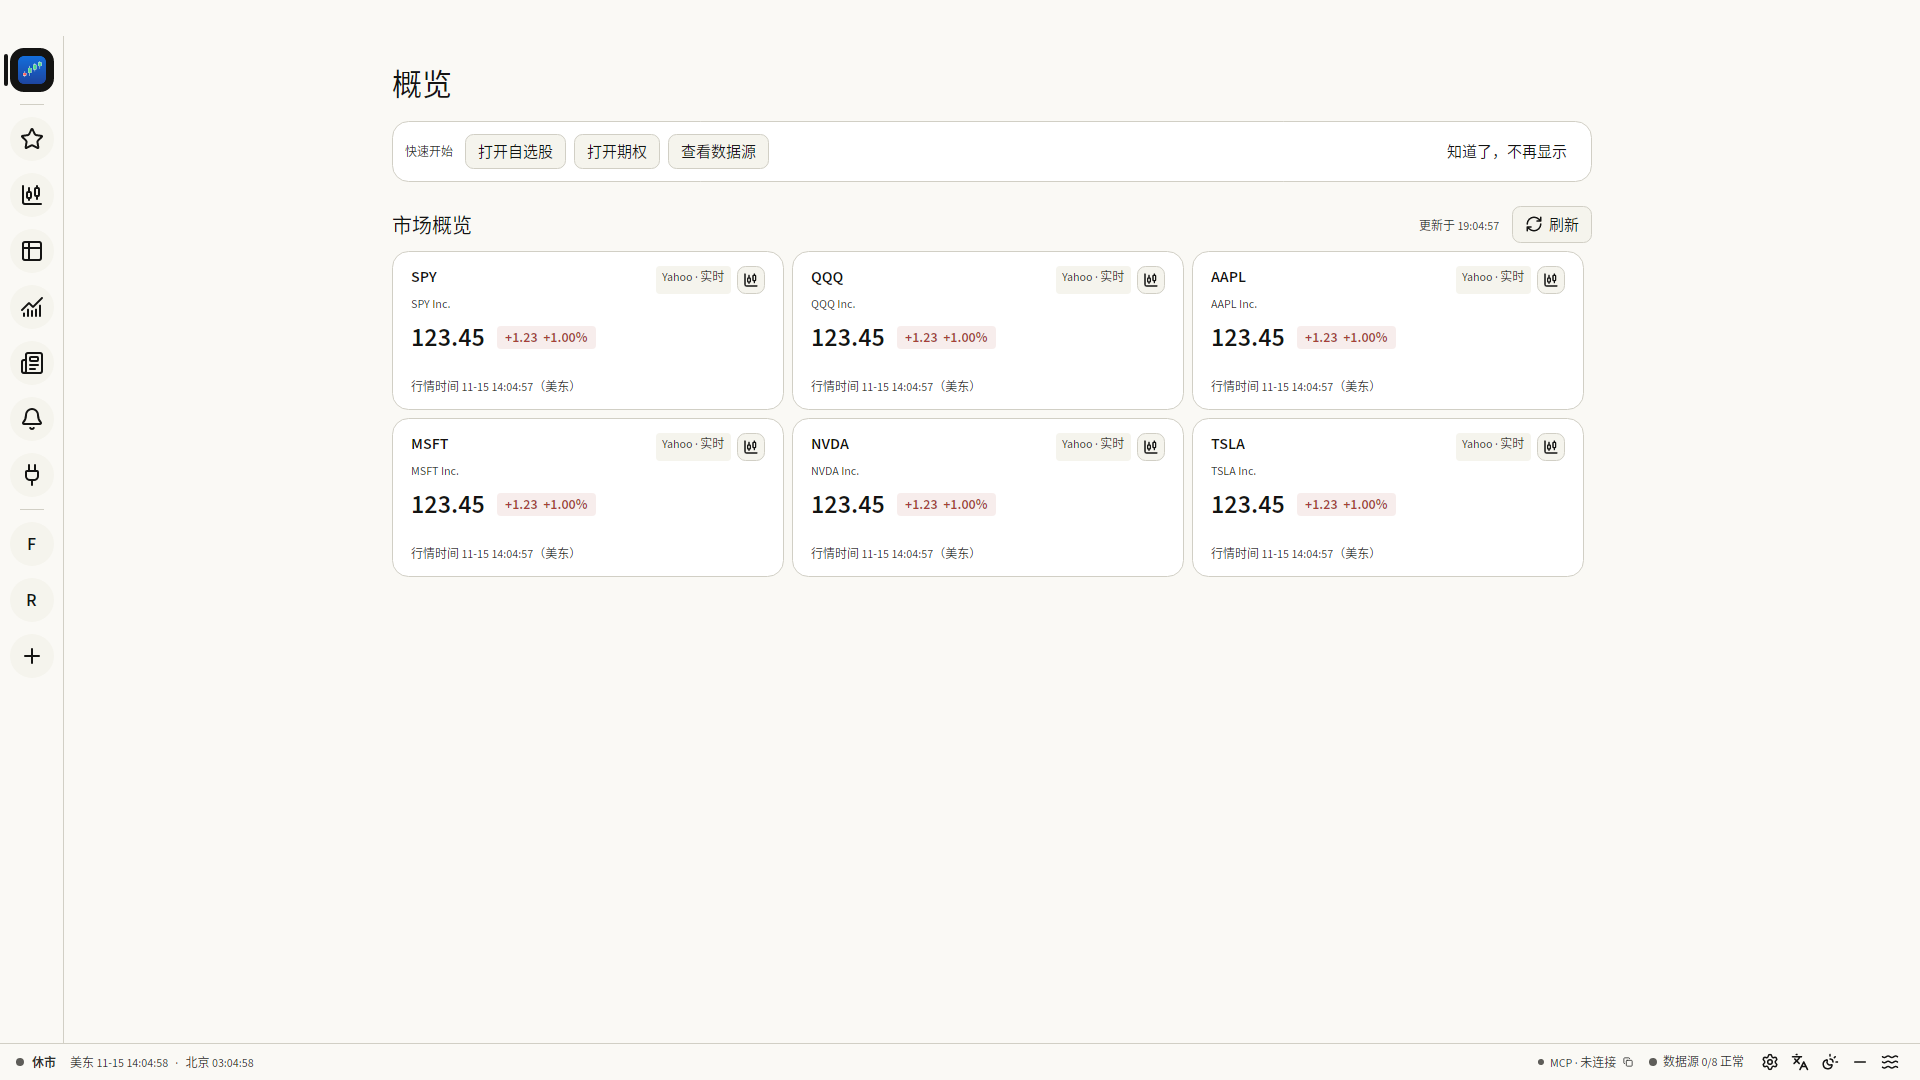 概览
快速开始 打开自选股 打开期权 查看数据源 知道了，不再显示
市场概览 更新于 19:04:57 刷新
SPY Yahoo · 实时
SPY Inc.
123.45 +1.23 +1.00%
行情时间 11-15 14:04:57（美东）
QQQ Yahoo · 实时
QQQ Inc.
123.45 +1.23 +1.00%
行情时间 11-15 14:04:57（美东）
AAPL Yahoo · 实时
AAPL Inc.
123.45 +1.23 +1.00%
行情时间 11-15 14:04:57（美东）
MSFT Yahoo · 实时
MSFT Inc.
123.45 +1.23 +1.00%
行情时间 11-15 14:04:57（美东）
NVDA Yahoo · 实时
NVDA Inc.
123.45 +1.23 +1.00%
行情时间 11-15 14:04:57（美东）
TSLA Yahoo · 实时
TSLA Inc.
123.45 +1.23 +1.00%
行情时间 11-15 14:04:57（美东）
F
R
休市 美东 11-15 14:04:58 · 北京 03:04:58 MCP · 未连接 数据源 0/8 正常